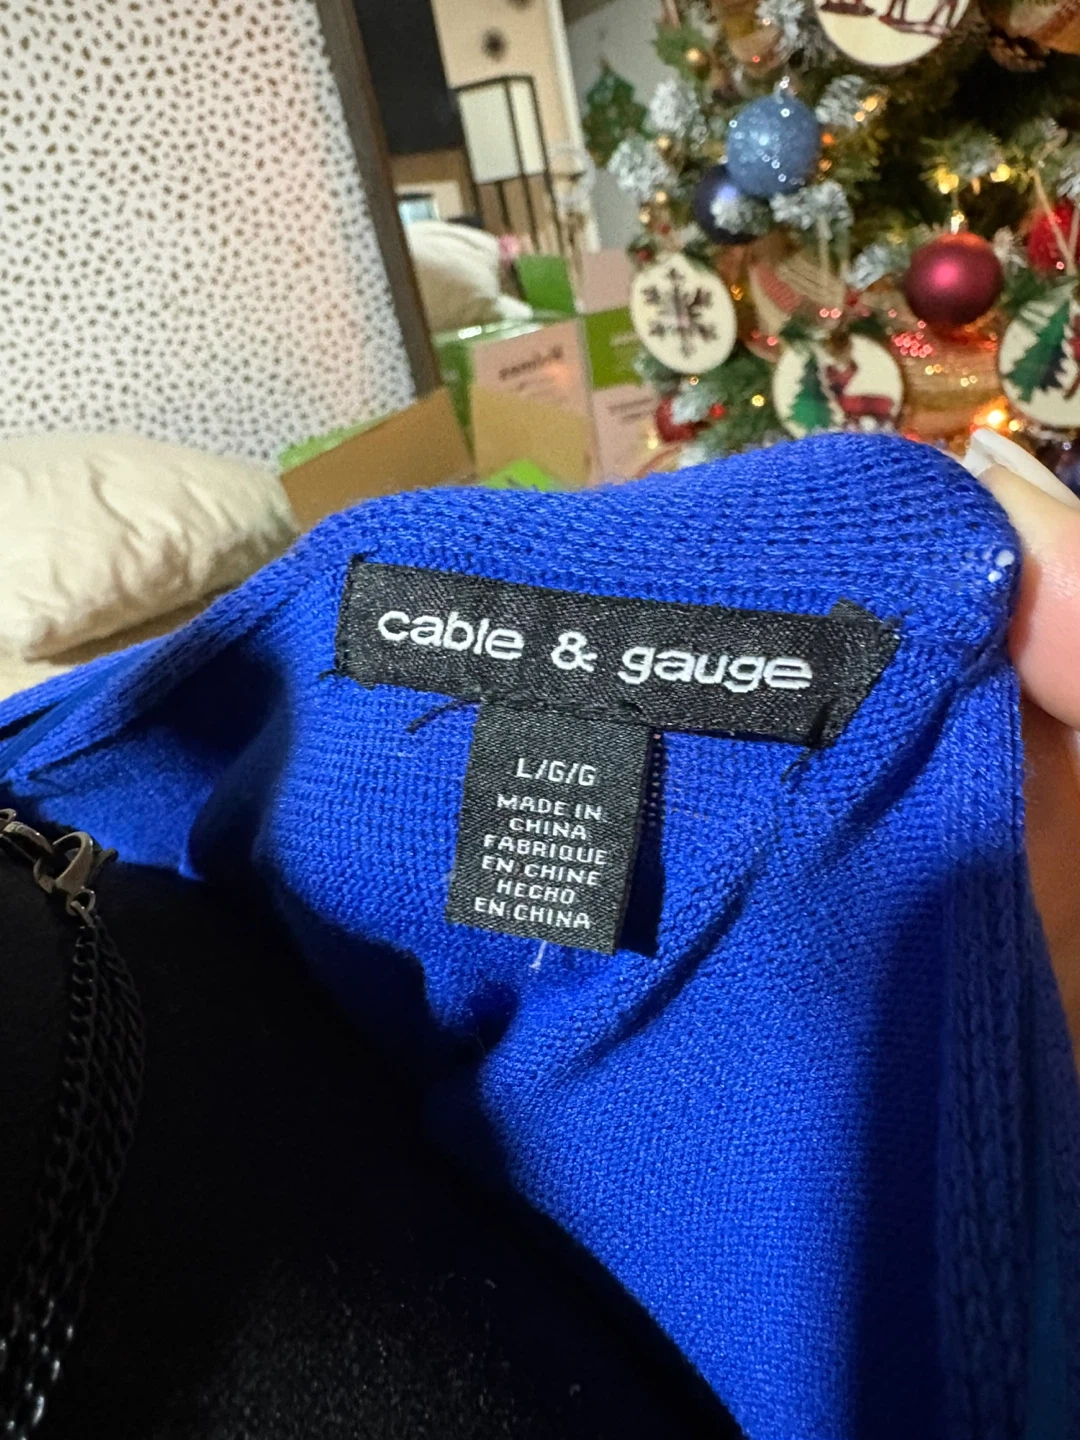 cable & gauge
L/G/G
MADE IN
CHINA
FABRIQUE
EN CHINE
HECHO
EN CHINA